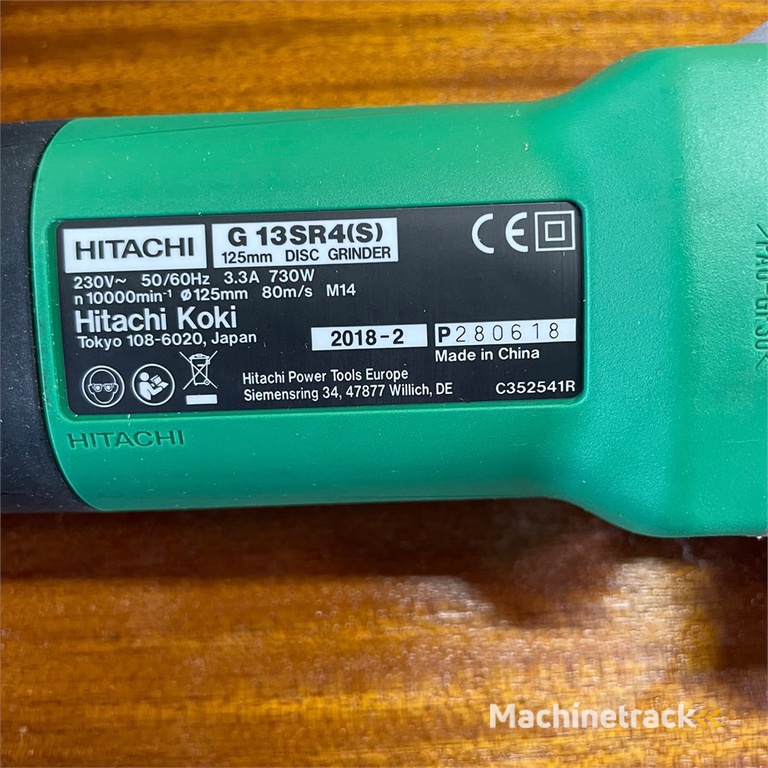 HITACHI G 13SR4(S)
125mm DISC GRINDER
230V~ 50/60Hz 3.3A 730W
n 10000min⁻¹ ø125mm 80m/s M14
Hitachi Koki
Tokyo 108-6020, Japan
2018-2 P280618
Made in China
Hitachi Power Tools Europe
Siemensring 34, 47877 Willich, DE
C352541R
CE
HITACHI
Machinetrack